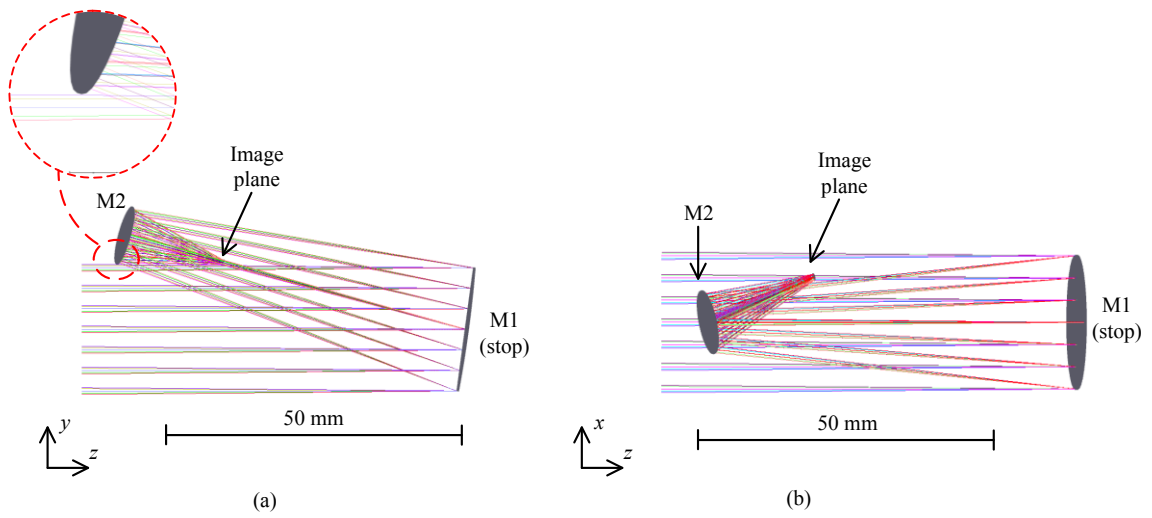 Image
plane
M2
M1
(stop)
50 mm
y
z
(a)
Image
plane
M2
M1
(stop)
50 mm
x
z
(b)